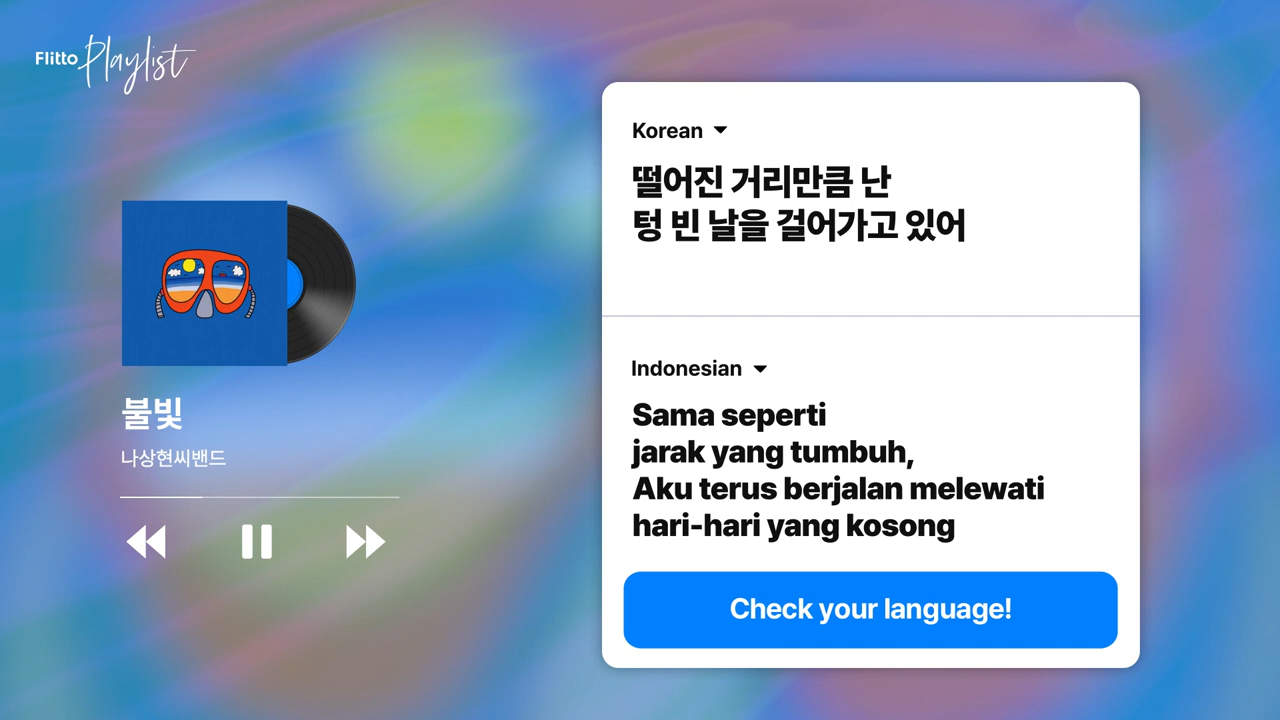 Flitto Playlist
불빛
나상현씨밴드
Korean
떨어진 거리만큼 난
텅 빈 날을 걸어가고 있어
Indonesian
Sama seperti
jarak yang tumbuh,
Aku terus berjalan melewati
hari-hari yang kosong
Check your language!